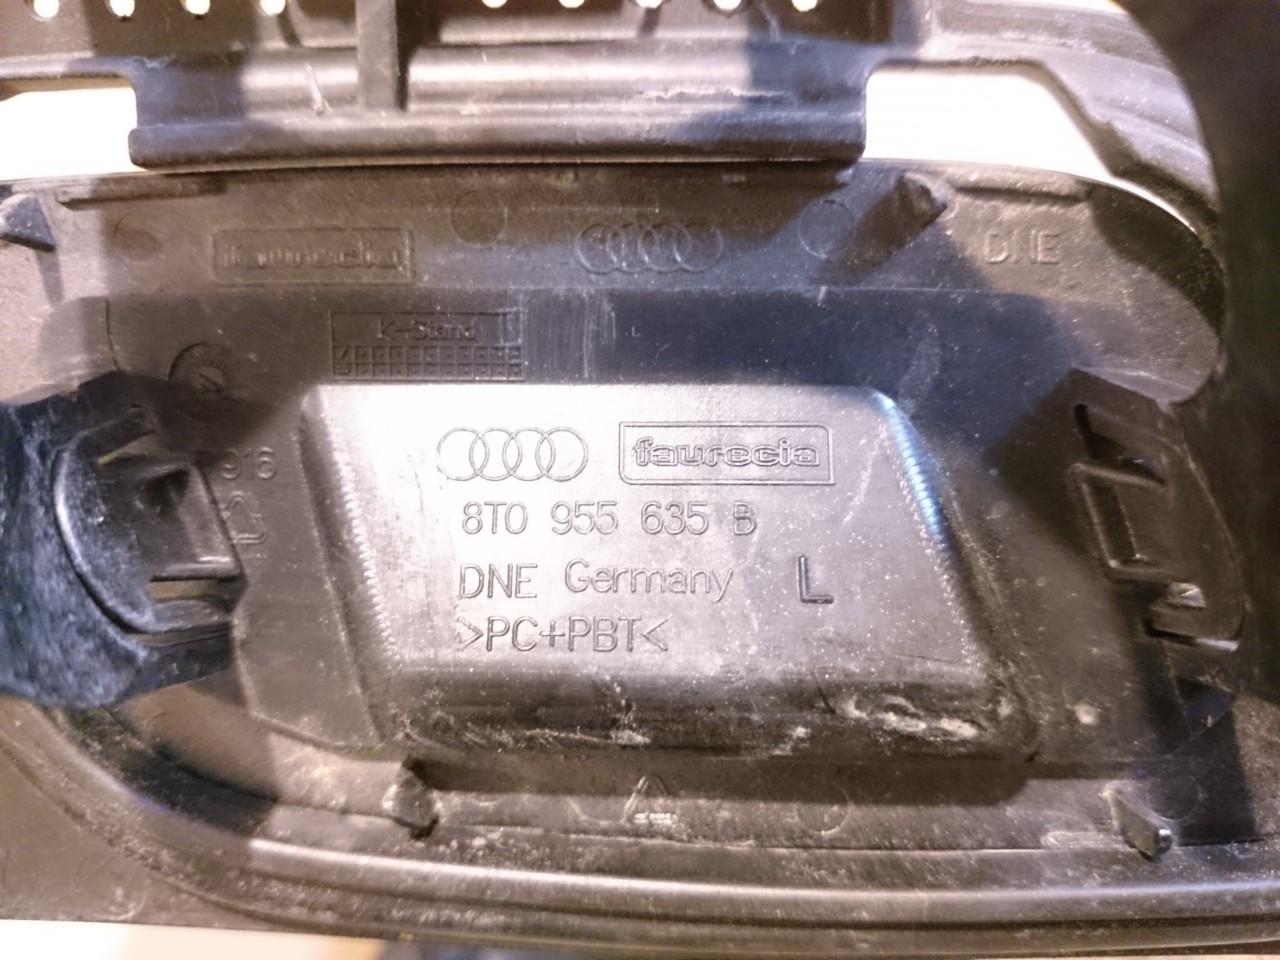 faurecia
DNE
K-Stand
916
faurecia
8T0 955 635 B
DNE Germany L
>PC+PBT<